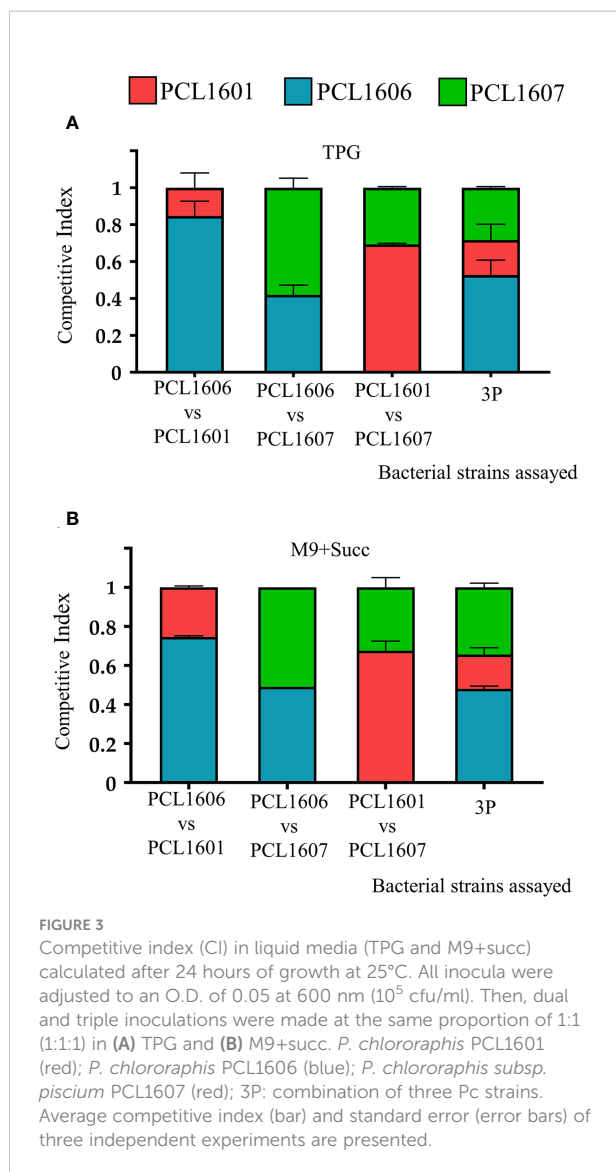 PCL1601 PCL1606 PCL1607
A
TPG
Competitive Index
1
0.8
0.6
0.4
0.2
0
PCL1606 vs PCL1601
PCL1606 vs PCL1607
PCL1601 vs PCL1607
3P
Bacterial strains assayed
B
M9+Succ
Competitive Index
1
0.8
0.6
0.4
0.2
0
PCL1606 vs PCL1601
PCL1606 vs PCL1607
PCL1601 vs PCL1607
3P
Bacterial strains assayed
FIGURE 3
Competitive index (CI) in liquid media (TPG and M9+succ)
calculated after 24 hours of growth at 25°C. All inocula were
adjusted to an O.D. of 0.05 at 600 nm (10⁵ cfu/ml). Then, dual
and triple inoculations were made at the same proportion of 1:1
(1:1:1) in (A) TPG and (B) M9+succ. P. chlororaphis PCL1601
(red); P. chlororaphis PCL1606 (blue); P. chlororaphis subsp.
piscium PCL1607 (red); 3P: combination of three Pc strains.
Average competitive index (bar) and standard error (error bars) of
three independent experiments are presented.